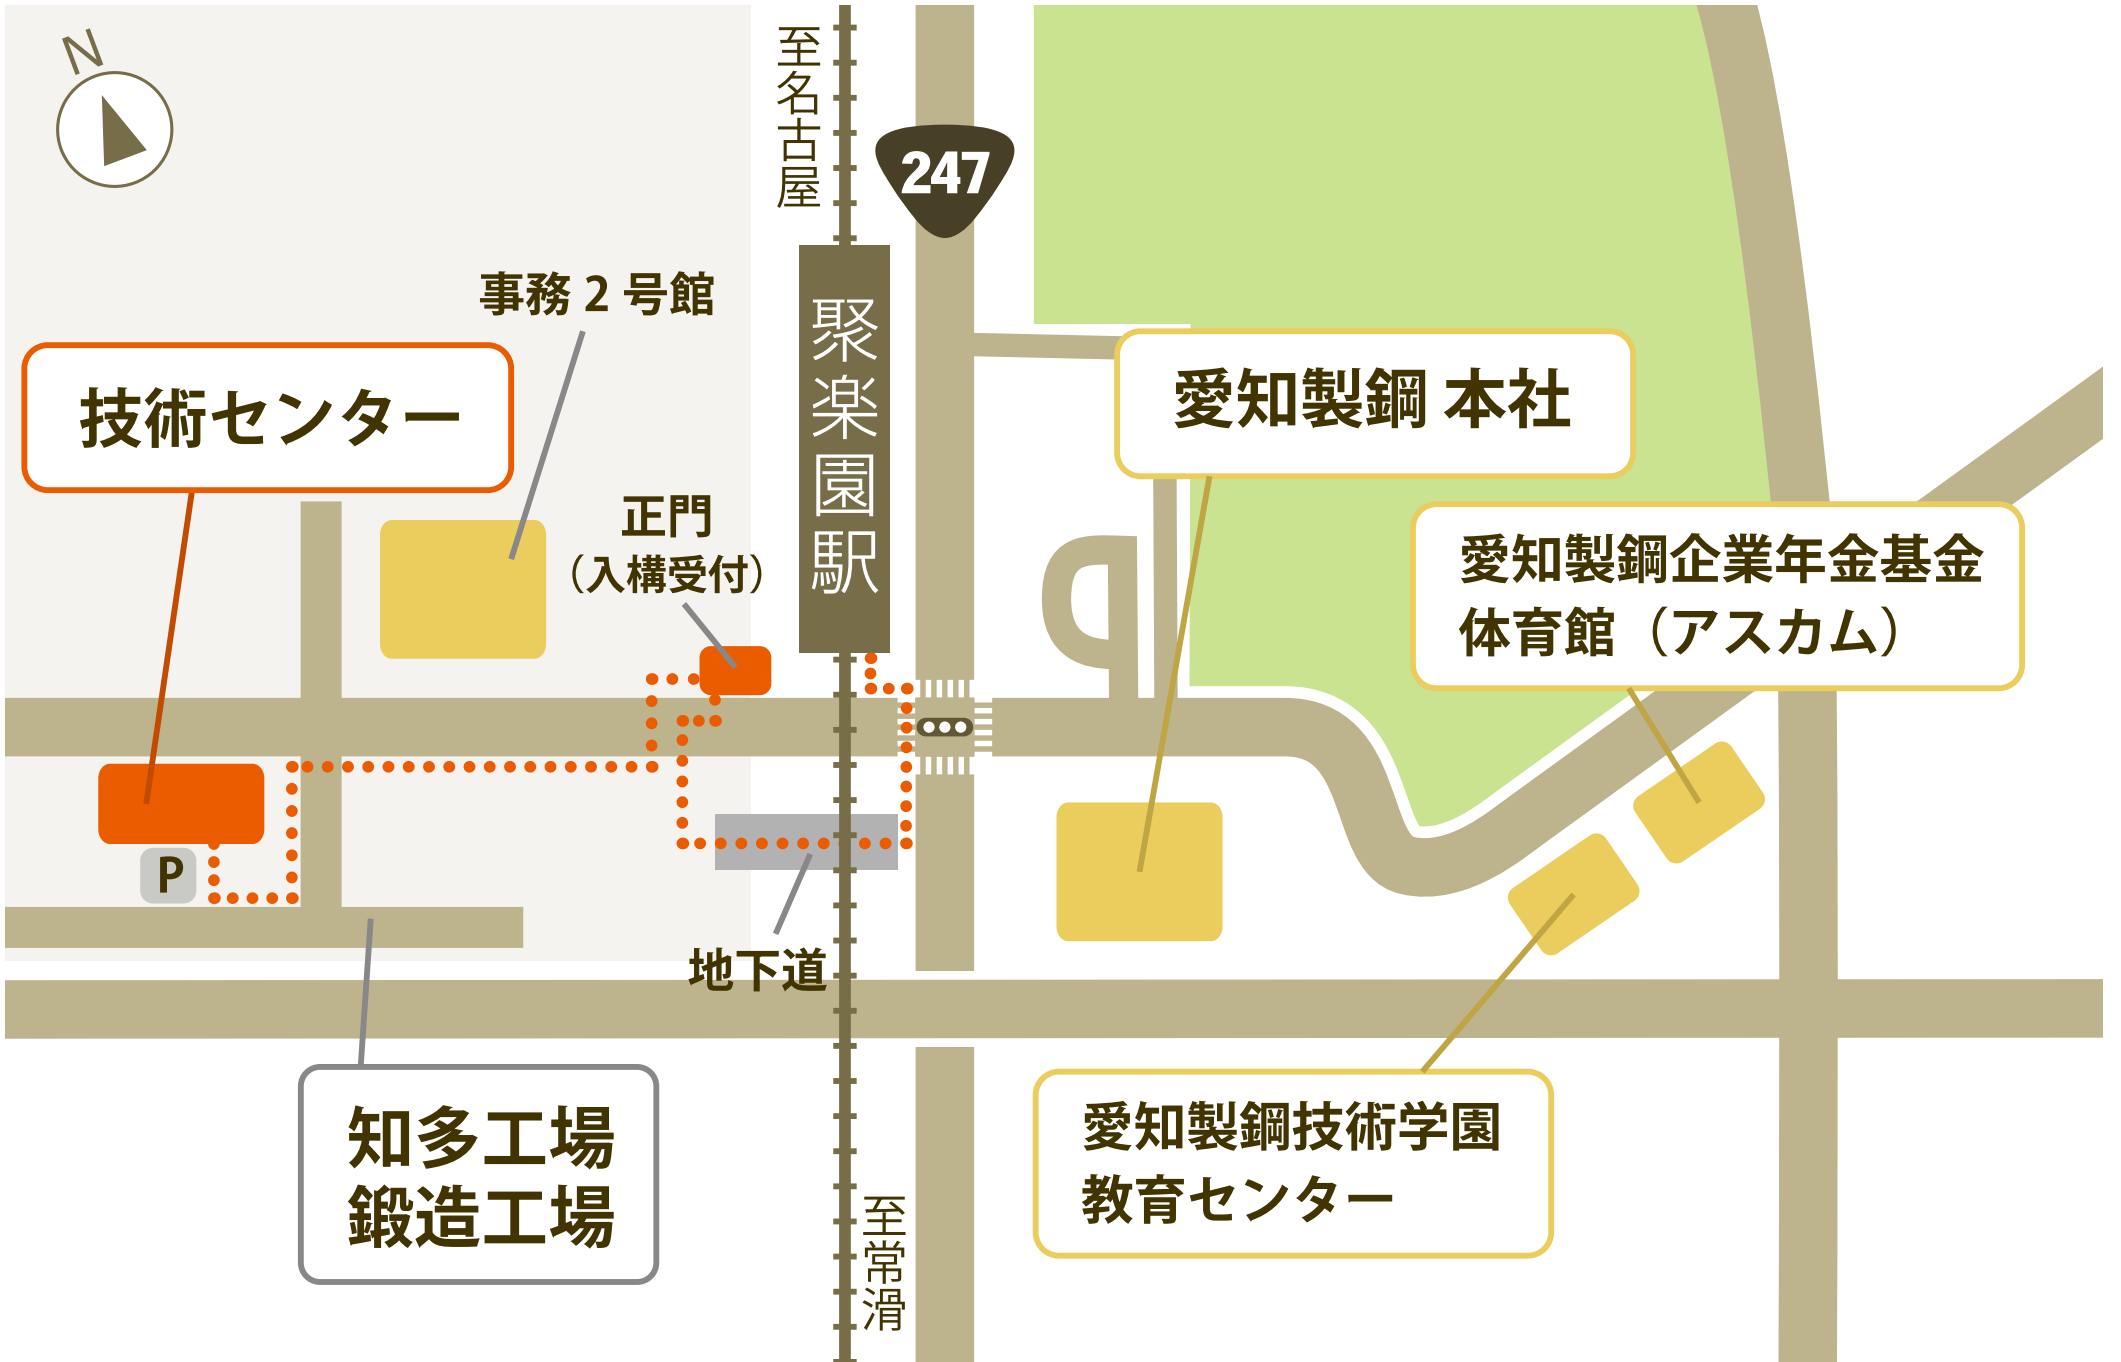 N
至名古屋
247
事務2号館
聚楽園駅
技術センター
愛知製鋼 本社
正門
（入構受付）
愛知製鋼企業年金基金
体育館（アスカム）
P
地下道
知多工場
鍛造工場
愛知製鋼技術学園
教育センター
至常滑